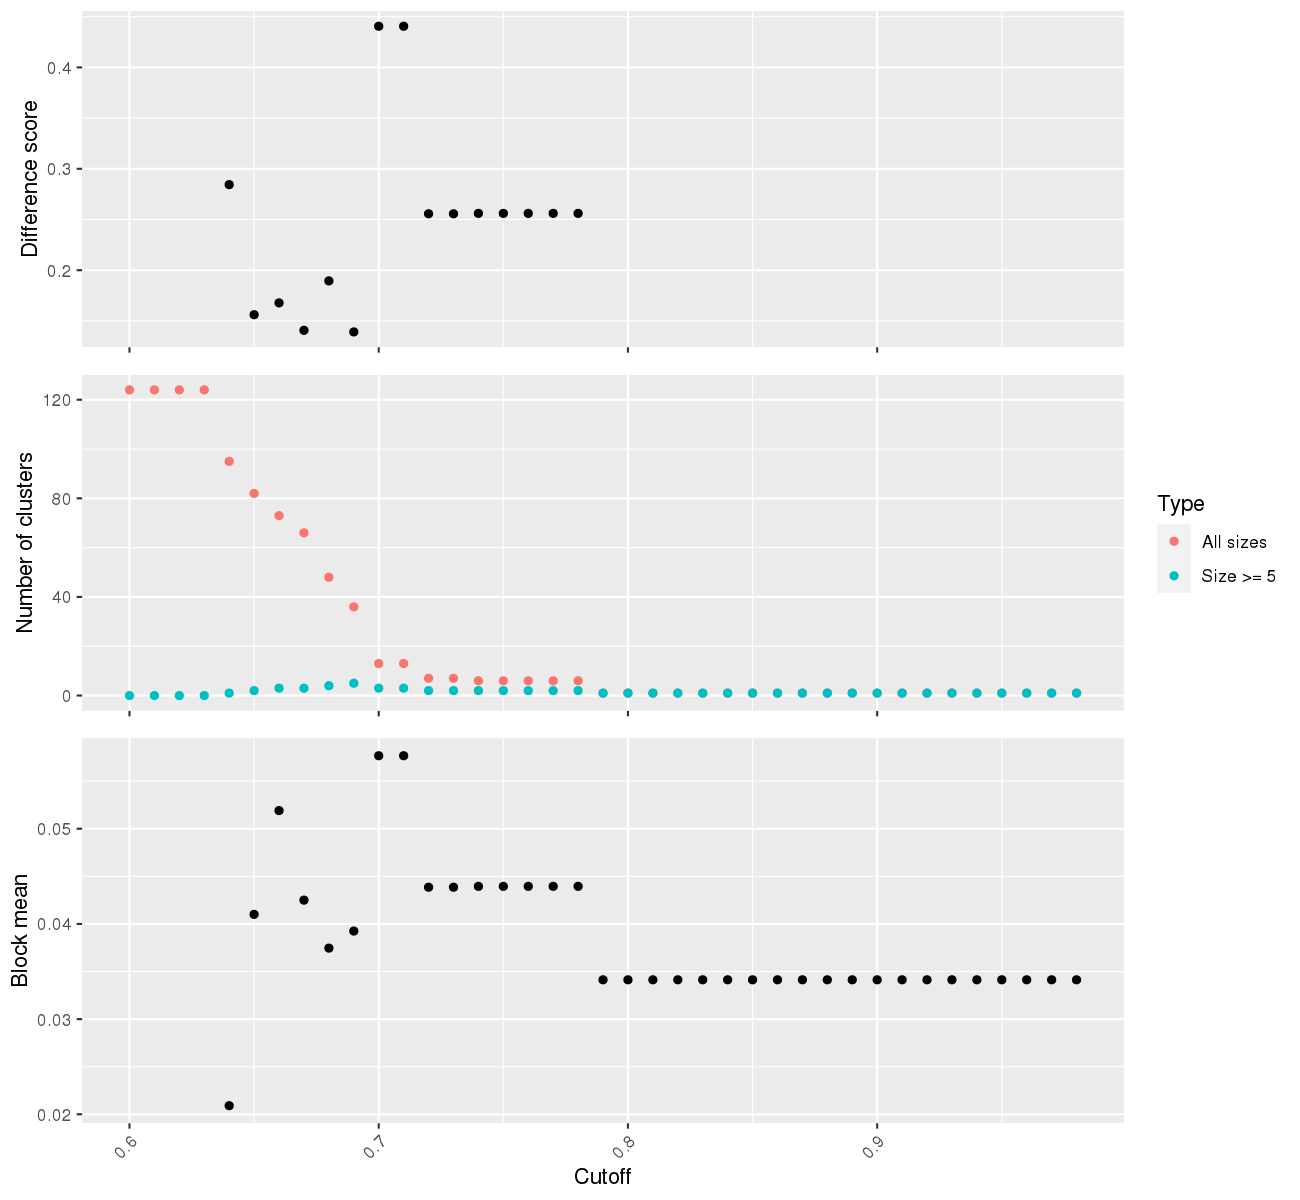 Difference score
0.4
0.3
0.2
Number of clusters
120
80
40
0
Type
All sizes
Size >= 5
Block mean
0.05
0.04
0.03
0.02
0.6
0.7
0.8
0.9
Cutoff